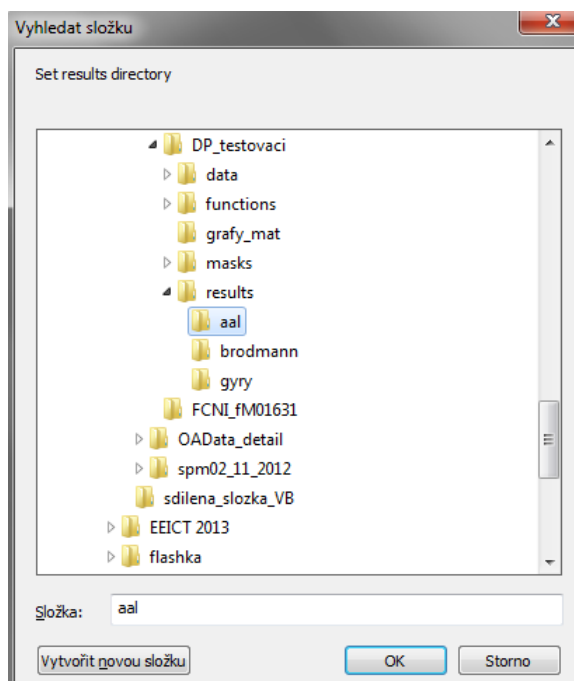 Vyhledat složku
Set results directory
DP_testovaci
data
functions
grafy_mat
masks
results
aal
brodmann
gyry
FCNI_fM01631
OAData_detail
spm02_11_2012
sdilena_slozka_VB
EEICT 2013
flashka
Složka: aal
Vytvořit novou složku OK Storno